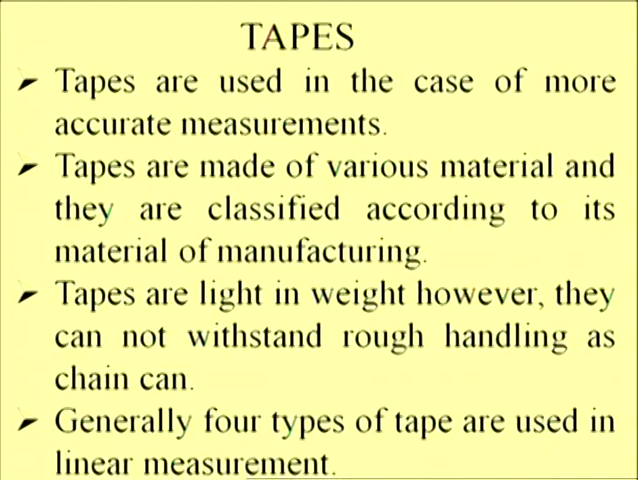 TAPES
➢ Tapes are used in the case of more
accurate measurements.
➢ Tapes are made of various material and
they are classified according to its
material of manufacturing.
➢ Tapes are light in weight however, they
can not withstand rough handling as
chain can.
➢ Generally four types of tape are used in
linear measurement.